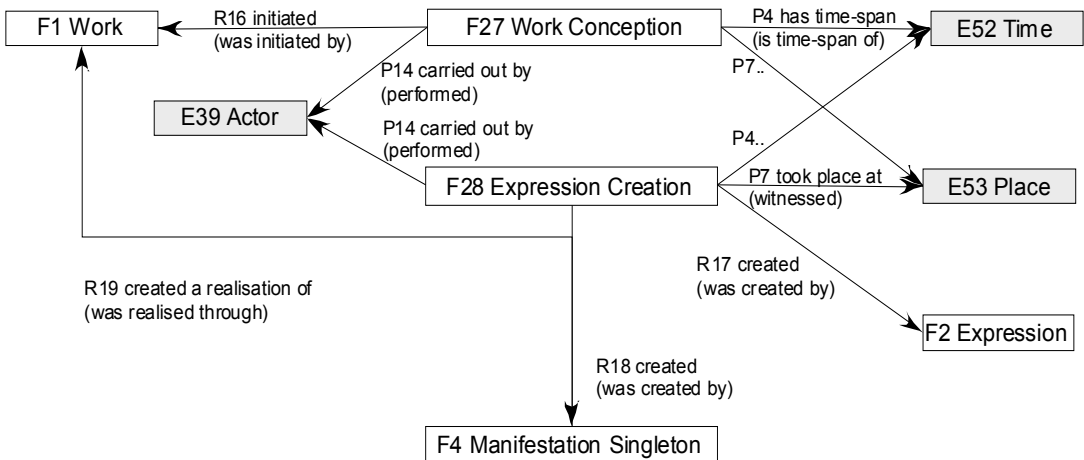 R16 initiated
(was initiated by)
F1 Work
F27 Work Conception
P4 has time-span
(is time-span of)
E52 Time
P14 carried out by
(performed)
P7..
E39 Actor
P14 carried out by
(performed)
P4..
F28 Expression Creation
P7 took place at
(witnessed)
E53 Place
R17 created
(was created by)
R19 created a realisation of
(was realised through)
F2 Expression
R18 created
(was created by)
F4 Manifestation Singleton